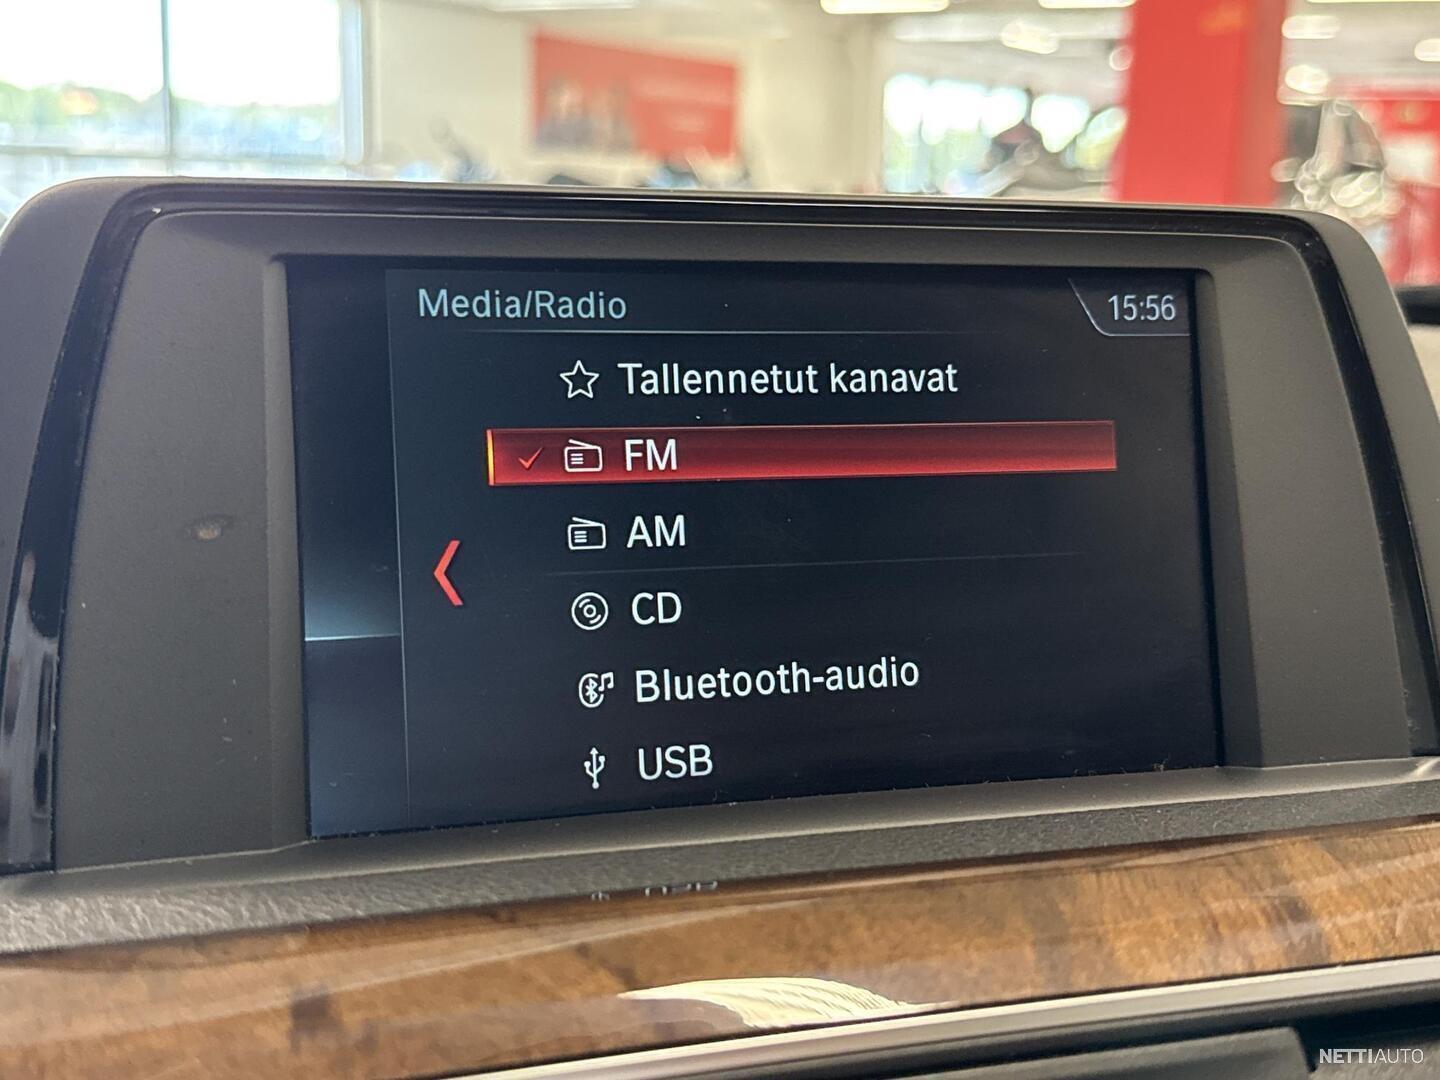 Media/Radio
15:56
Tallennetut kanavat
FM
AM
CD
Bluetooth-audio
USB
NETTIAUTO